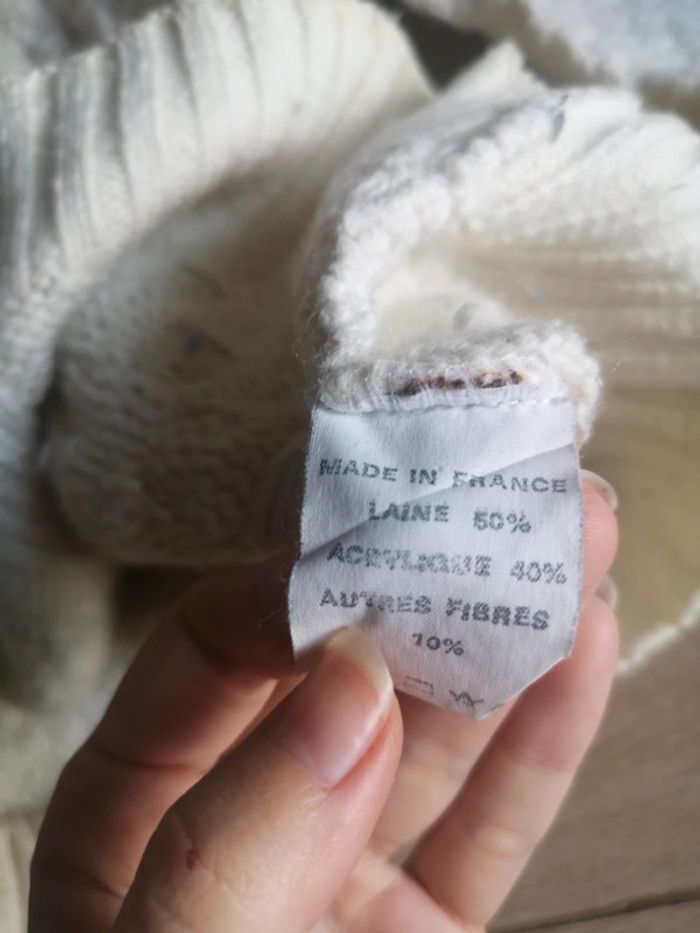 MADE IN FRANCE
LAINE 50%
ACRYLIQUE 40%
AUTRES FIBRES
10%